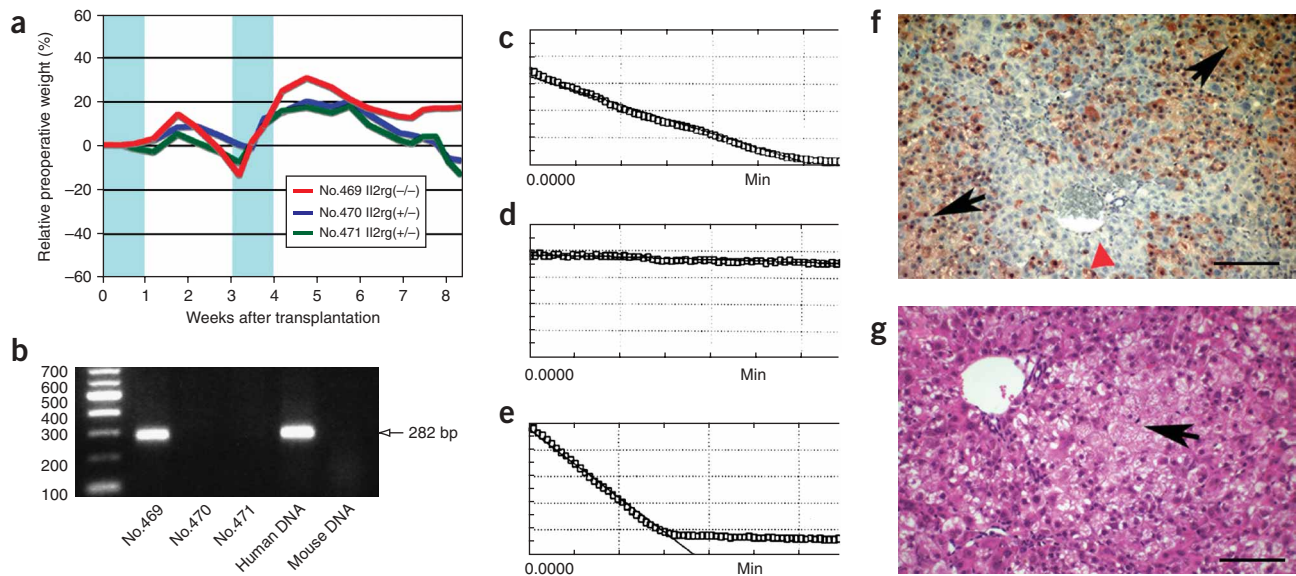 a
Relative preoperative weight (%)
60
40
20
0
−20
−40
−60
No.469 Il2rg(−/−)
No.470 Il2rg(+/−)
No.471 Il2rg(+/−)
0 1 2 3 4 5 6 7 8
Weeks after transplantation
b
700
600
500
400
300
200
100
282 bp
No.469
No.470
No.471
Human DNA
Mouse DNA
c
0.0000 Min
d
0.0000 Min
e
0.0000 Min
f
g